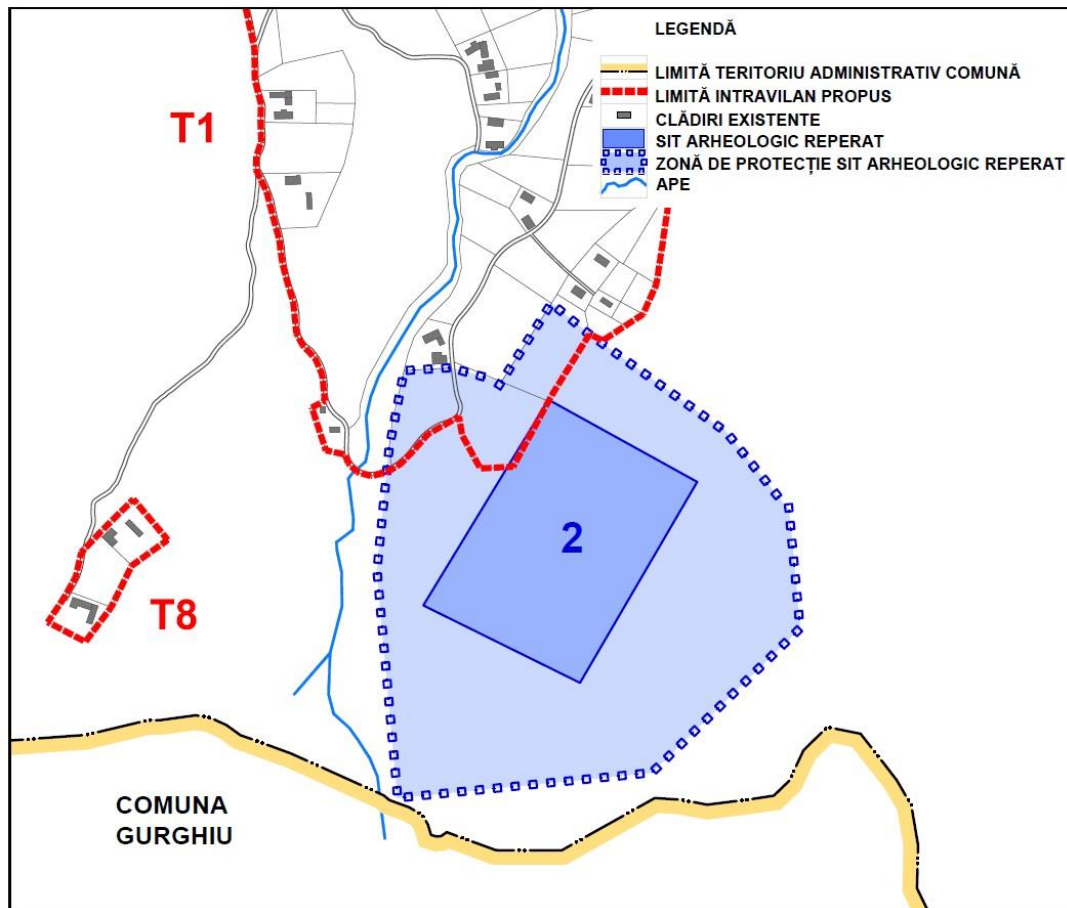 LEGENDĂ
LIMITĂ TERITORIU ADMINISTRATIV COMUNĂ
LIMITĂ INTRAVILAN PROPUS
CLĂDIRI EXISTENTE
SIT ARHEOLOGIC REPERAT
ZONĂ DE PROTECȚIE SIT ARHEOLOGIC REPERAT
APE
T1
2
T8
COMUNA
GURGHIU